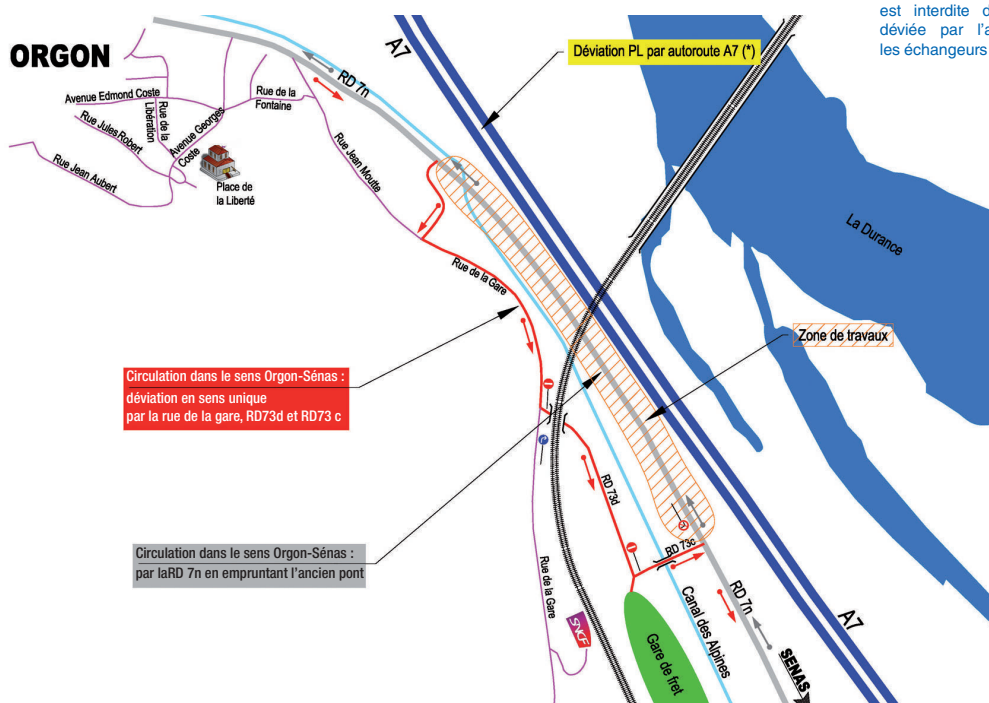 ORGON
A7
RD 7n
Déviation PL par autoroute A7 (*)
est interdite d
déviée par l'a
les échangeurs
Avenue Edmond Coste
Rue de la
Libération
Rue de la
Fontaine
Rue Jules Robert
Avenue Georges
Coste
Rue Jean Aubert
Place de
la Liberté
Rue Jean Moutte
La Durance
Rue de la Gare
Zone de travaux
Circulation dans le sens Orgon-Sénas :
déviation en sens unique
par la rue de la gare, RD73d et RD73 c
RD 73d
RD 73c
Circulation dans le sens Orgon-Sénas :
par laRD 7n en empruntant l'ancien pont
Rue de la Gare
SNCF
Gare de fret
Canal des Alpines
RD 7n
A7
SENAS